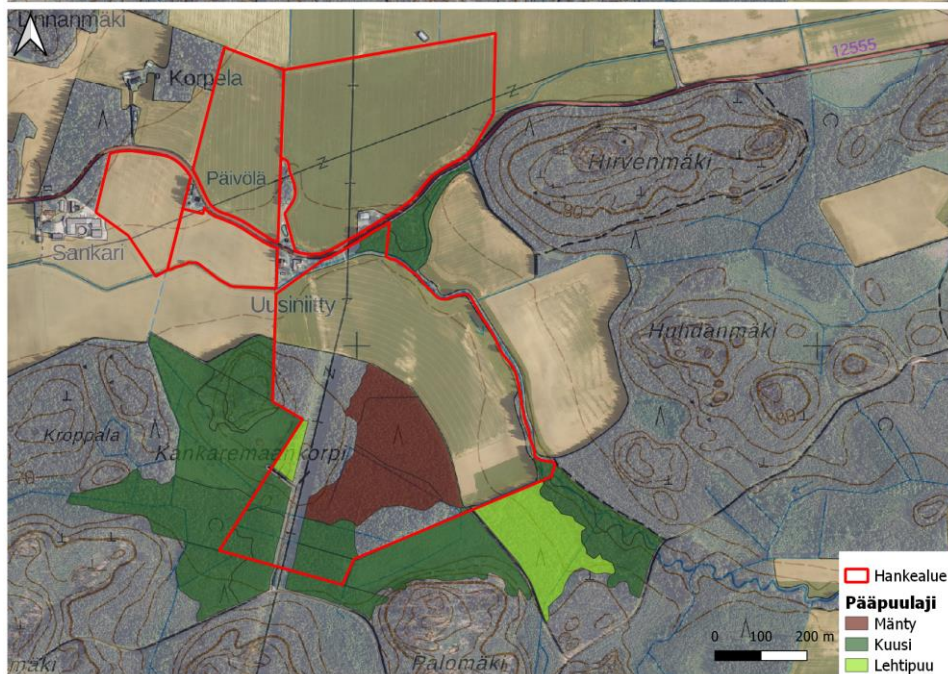 Linnanmäki
Korpela
12555
Hirvenmäki
Päivölä
Sankari
Uusiniitty
Huhdanmäki
Kroppala
Kankaremaankorpi
Palomäki
mäki
Hankealue
Pääpuulaji
Mänty
Kuusi
Lehtipuu
0 100 200 m